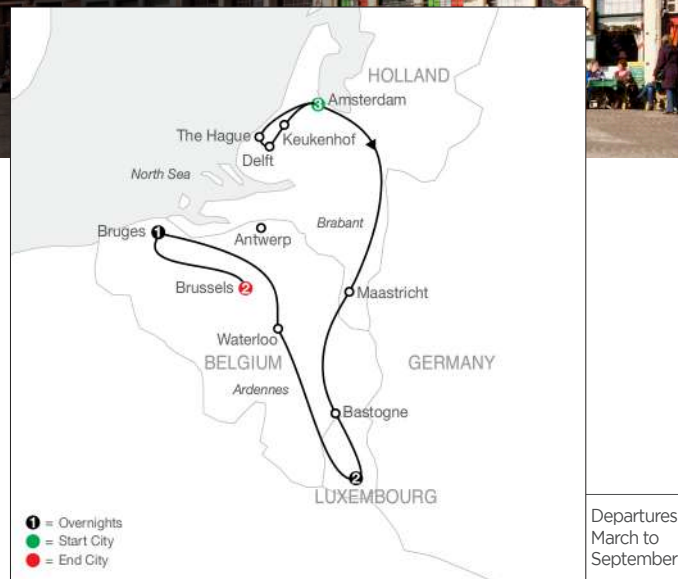 HOLLAND
3 Amsterdam
The Hague
Keukenhof
Delft
North Sea
Brabant
Bruges 1
Antwerp
Brussels 2
Maastricht
Waterloo
BELGIUM
GERMANY
Ardennes
Bastogne
2
LUXEMBOURG
1 = Overnights
= Start City
= End City
Departures
March to
September